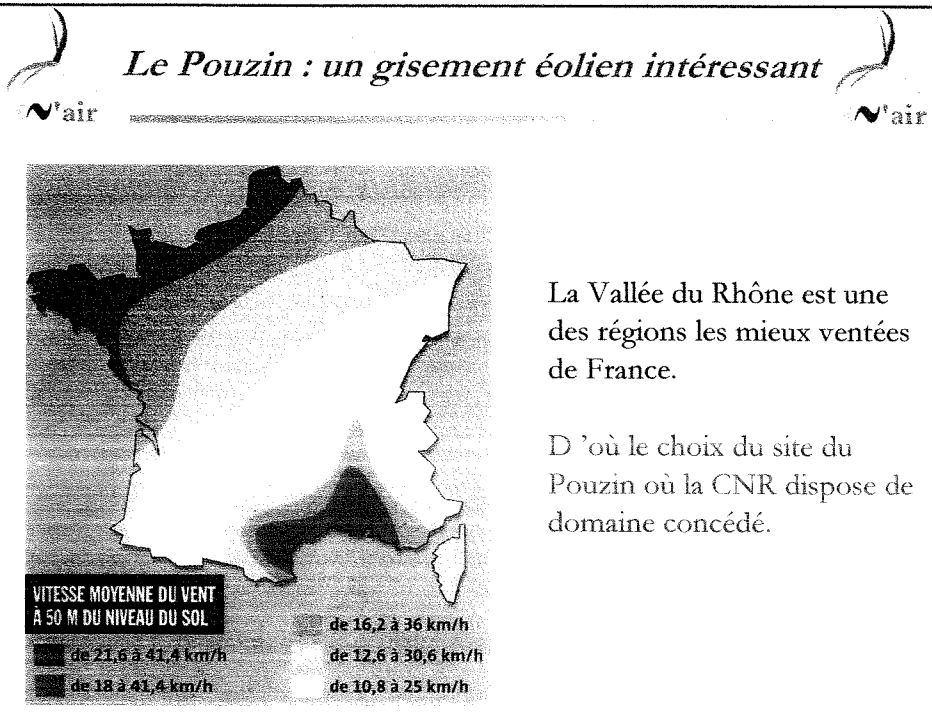 Le Pouzin : un gisement éolien intéressant
N'air
N'air
La Vallée du Rhône est une
des régions les mieux ventées
de France.
D 'où le choix du site du
Pouzin où la CNR dispose de
domaine concédé.
VITESSE MOYENNE DU VENT
À 50 M DU NIVEAU DU SOL
de 21,6 à 41,4 km/h
de 18 à 41,4 km/h
de 16,2 à 36 km/h
de 12,6 à 30,6 km/h
de 10,8 à 25 km/h